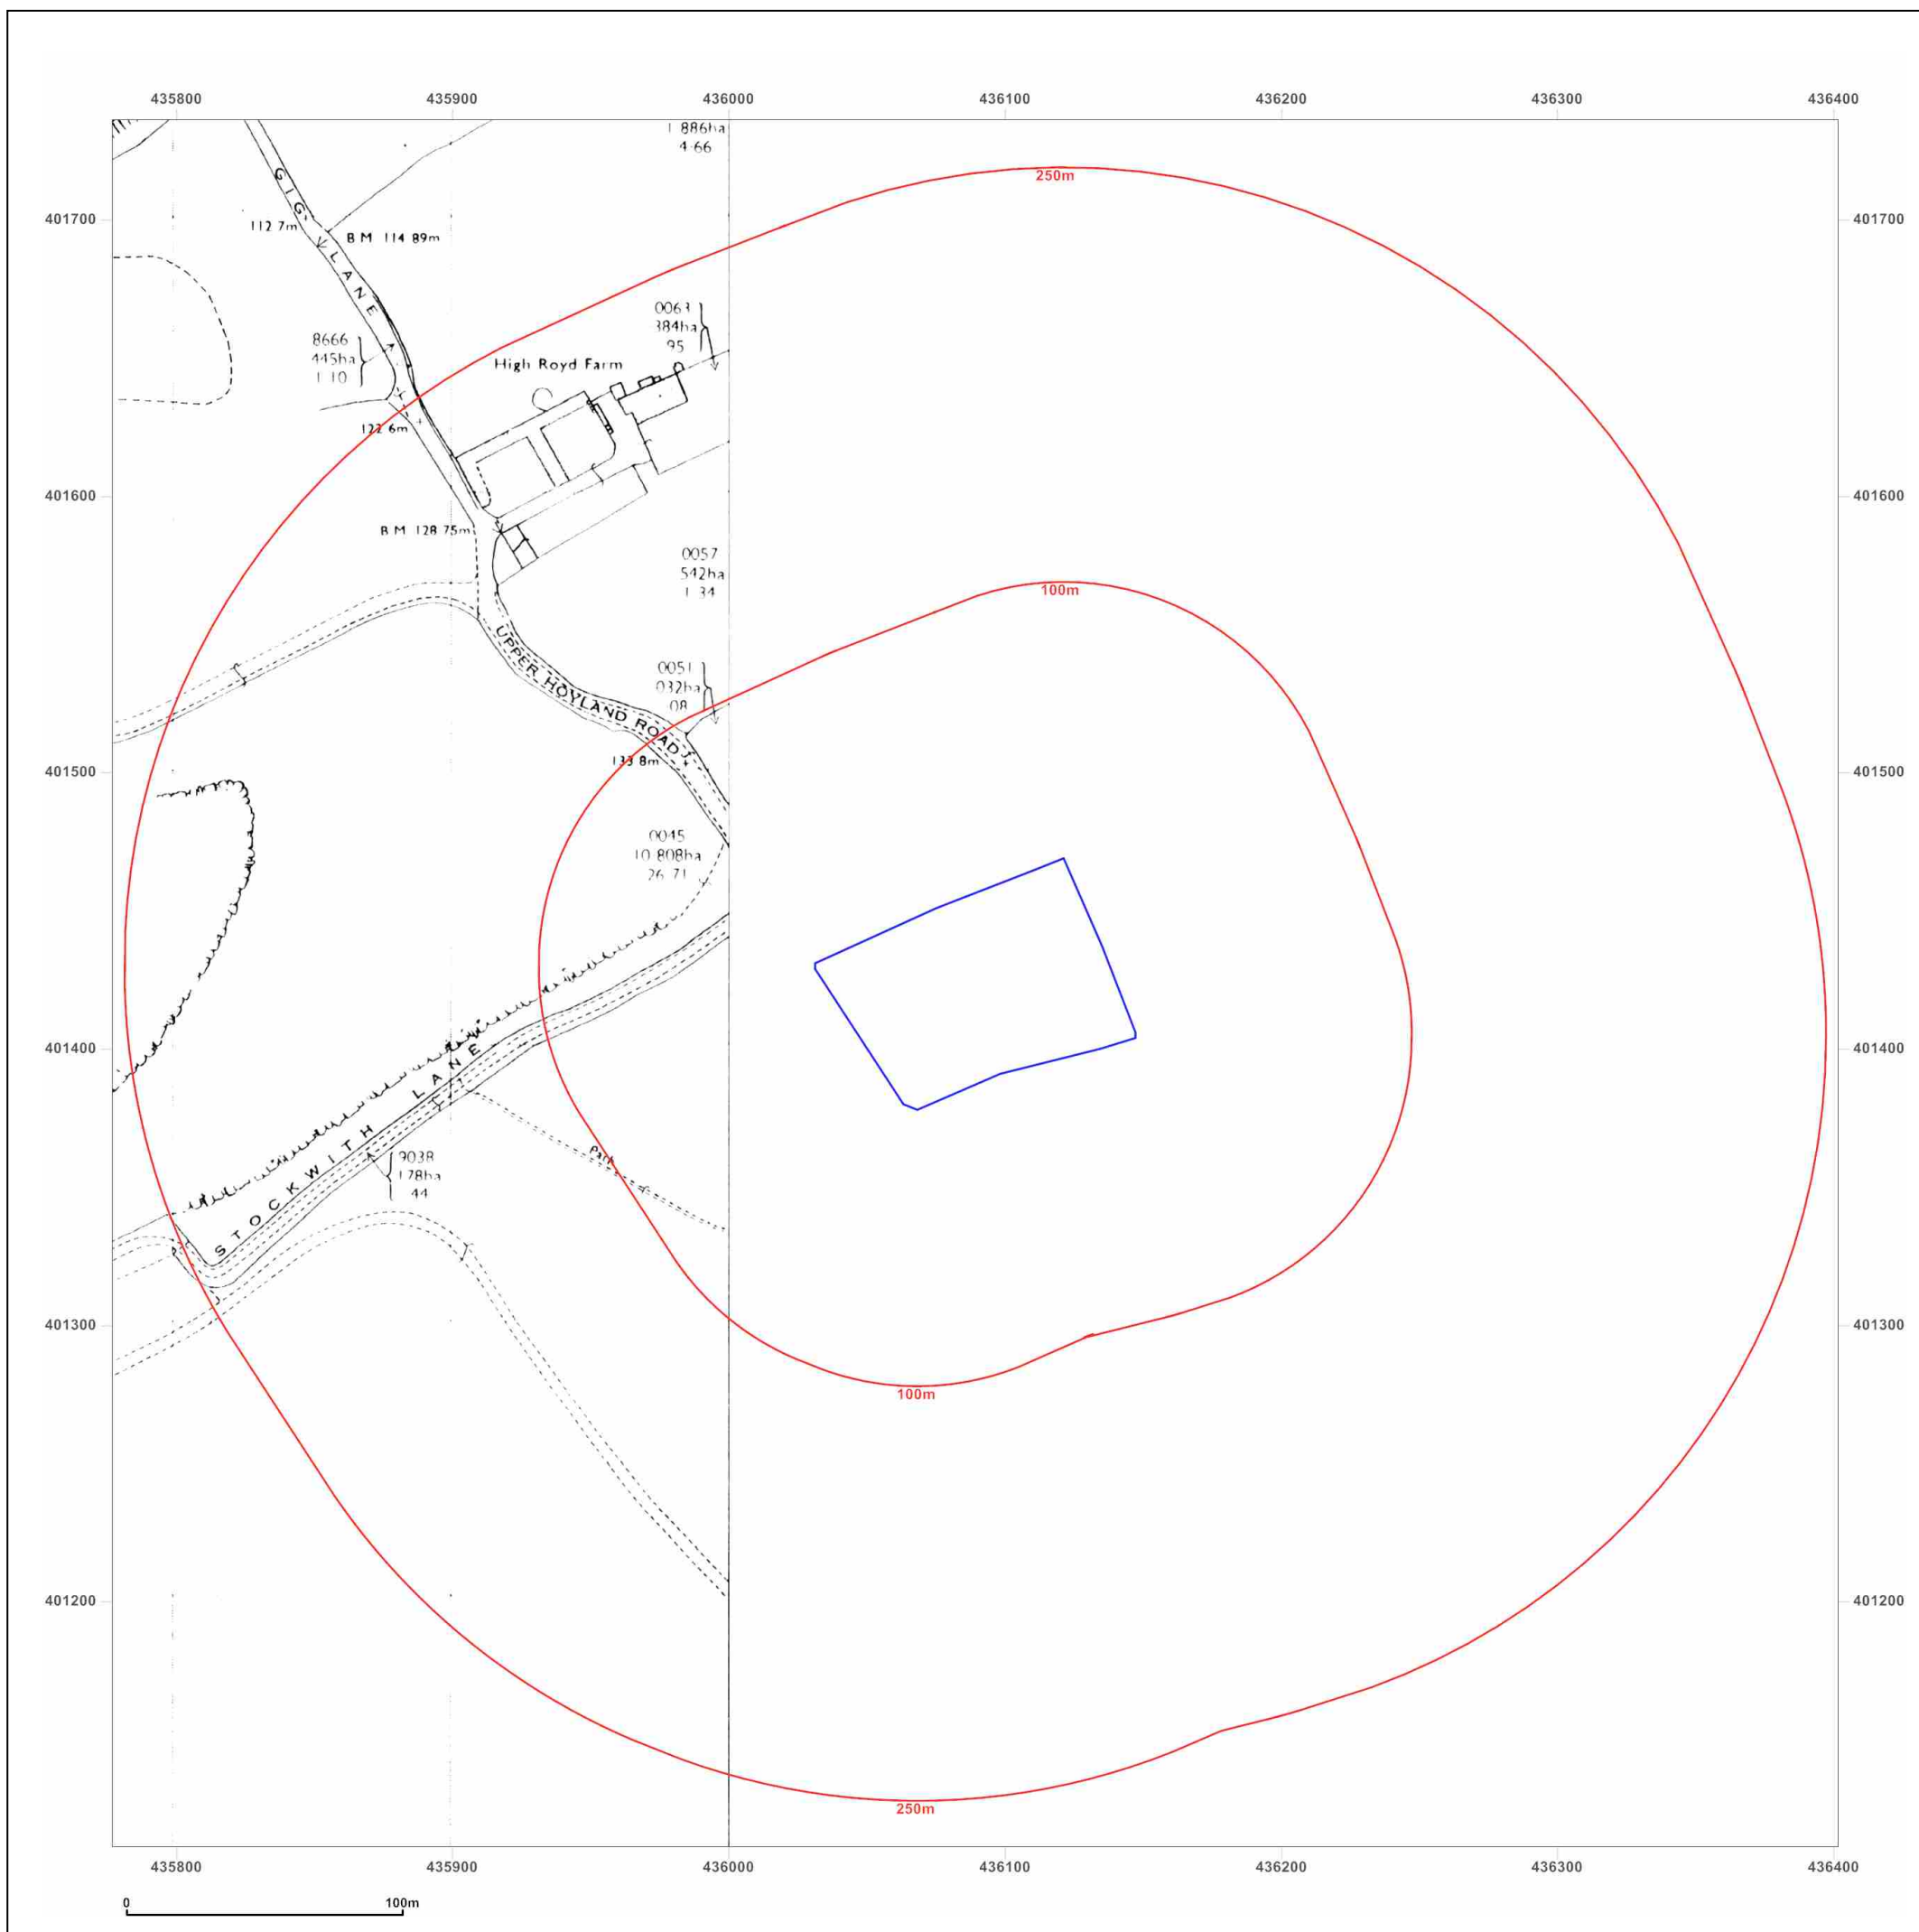 435800 435900 436000 436100 436200 436300 436400
1 886ha
4·66
250m
401700 401700
GIG LANE
112 7m
B M 114 89m
8666
445ha
1 10
0063
384ha
95
High Royd Farm
122 6m
401600 401600
B M 128 75m
0057
542ha
1 34
100m
UPPER HOYLAND ROAD
0051
032ha
08
133 8m
401500 401500
0045
10 808ha
26 71
401400 401400
STOCKWITH LANE
Path
9038
178ha
44
401300 401300
100m
401200 401200
250m
435800 435900 436000 436100 436200 436300 436400
0 100m